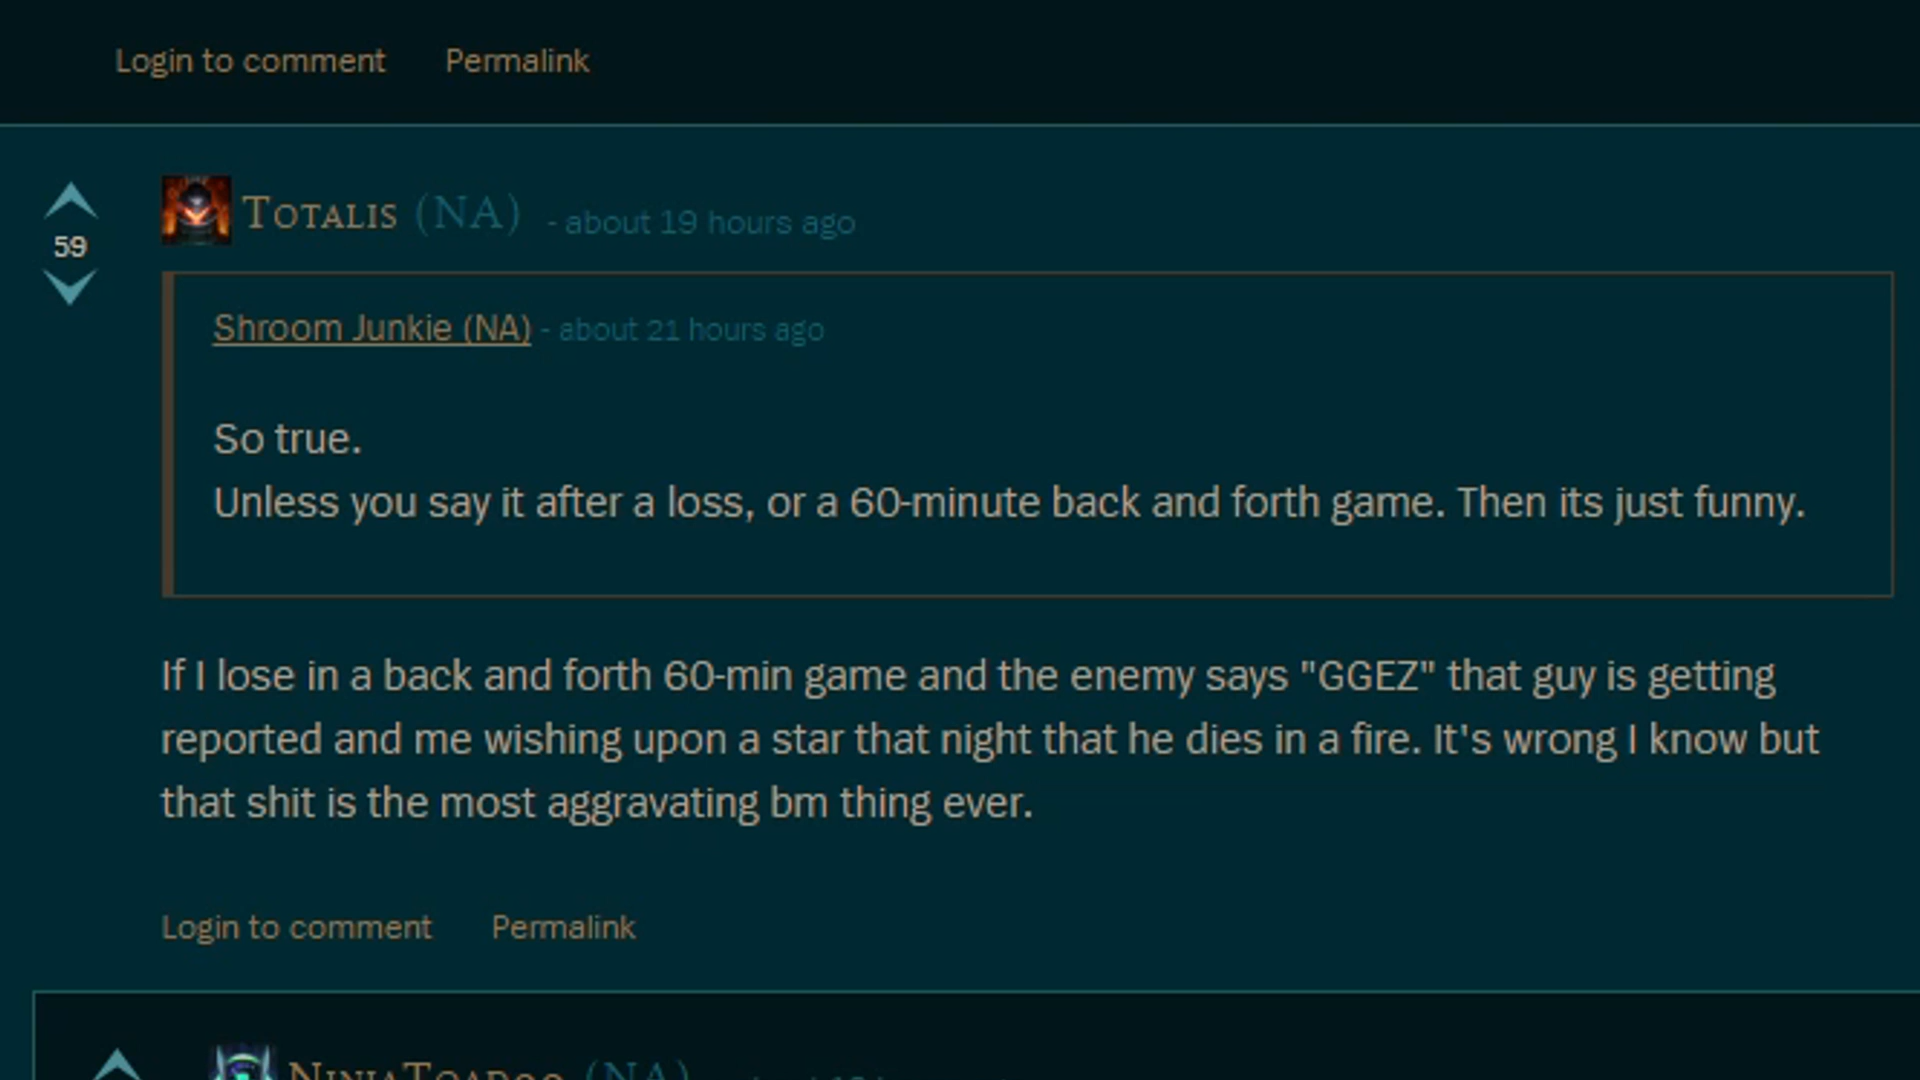 Login to comment Permalink
59
Totalis (NA) - about 19 hours ago
Shroom Junkie (NA) - about 21 hours ago
So true.
Unless you say it after a loss, or a 60-minute back and forth game. Then its just funny.
If I lose in a back and forth 60-min game and the enemy says "GGEZ" that guy is getting
reported and me wishing upon a star that night that he dies in a fire. It's wrong I know but
that shit is the most aggravating bm thing ever.
Login to comment Permalink
(NA)